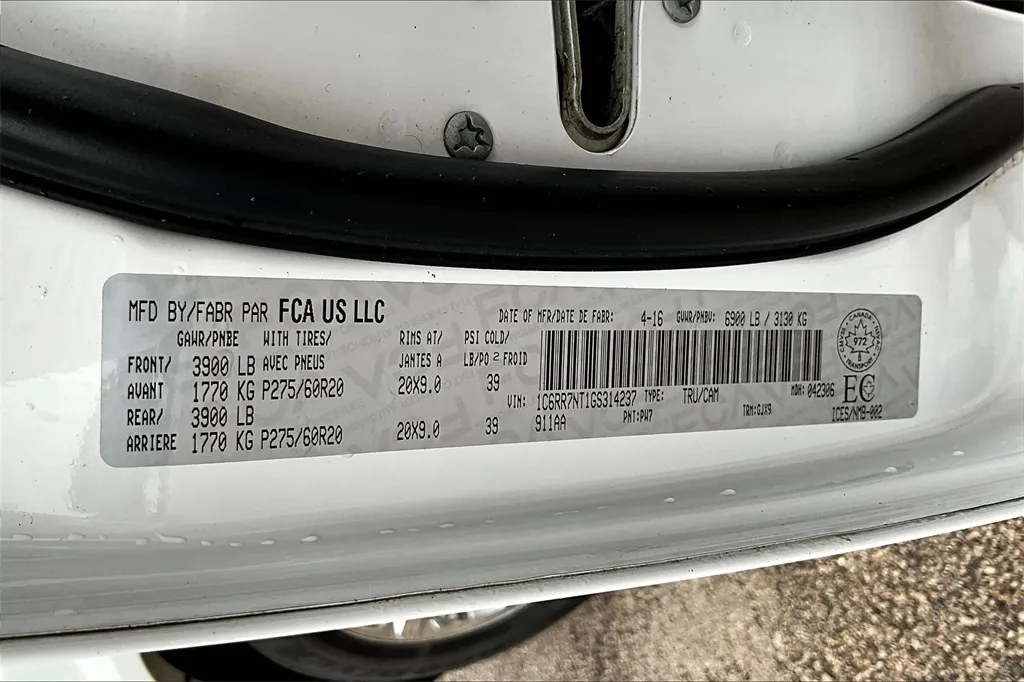 MFD BY/FABR PAR FCA US LLC
DATE OF MFR/DATE DE FABR: 4-16 GVWR/PNBV: 6900 LB / 3130 KG
GAWR/PNBE WITH TIRES/ RIMS AT/ PSI COLD/
FRONT/ 3900 LB AVEC PNEUS JANTES A LB/PO² FROID
AVANT 1770 KG P275/60R20 20X9.0 39
REAR/ 3900 LB
ARRIERE 1770 KG P275/60R20 20X9.0 39
VIN: 1C6RR7NT1GS314237 TYPE: TRU/CAM MDH: 042306
911AA PNT:PW7 TRM:GJX9
CANADA
972
TRANSPORT
EC
ICES/NMB-002